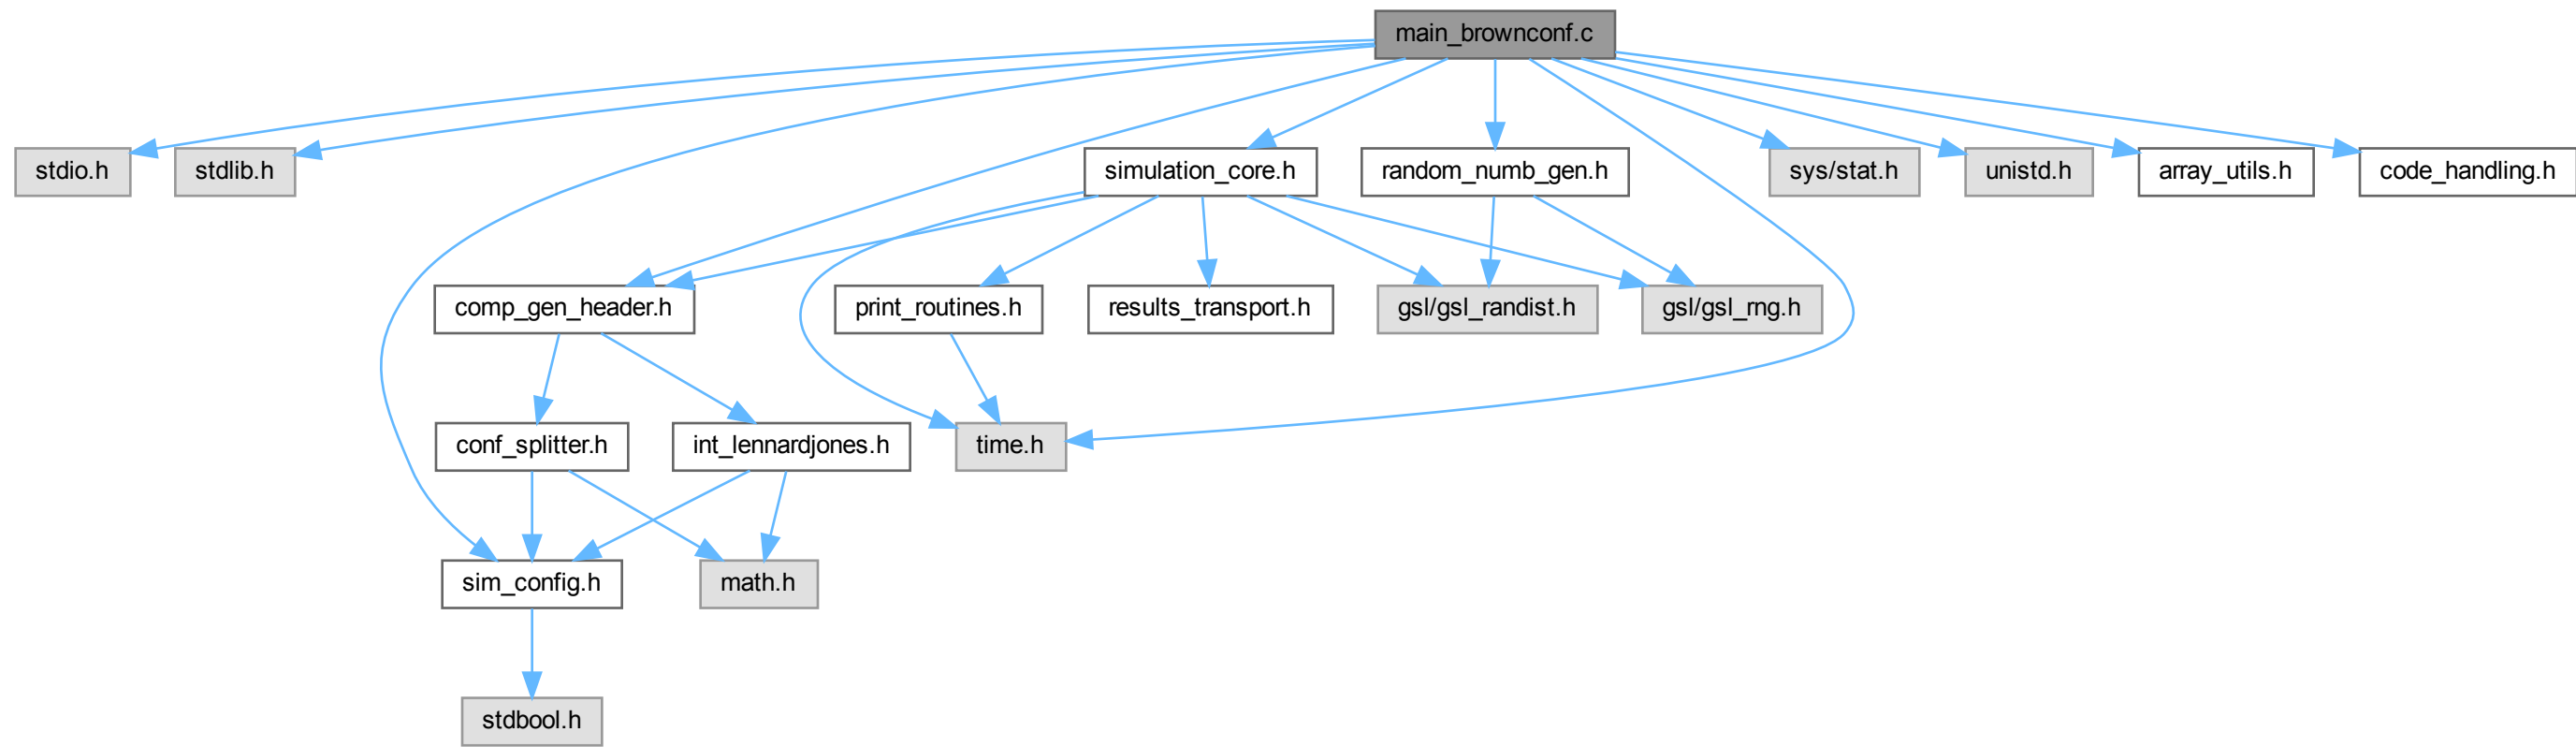 main_brownconf.c
stdio.h
stdlib.h
simulation_core.h
random_numb_gen.h
sys/stat.h
unistd.h
array_utils.h
code_handling.h
comp_gen_header.h
print_routines.h
results_transport.h
gsl/gsl_randist.h
gsl/gsl_rng.h
conf_splitter.h
int_lennardjones.h
time.h
sim_config.h
math.h
stdbool.h